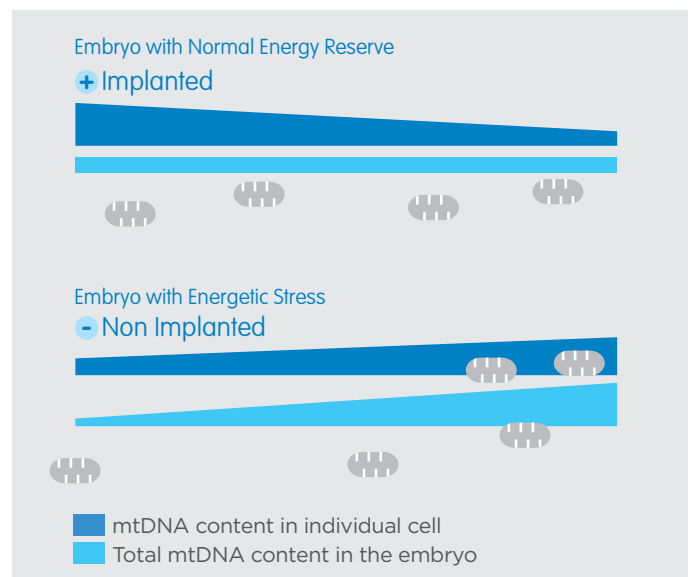 Embryo with Normal Energy Reserve
+ Implanted
Embryo with Energetic Stress
- Non Implanted
mtDNA content in individual cell
Total mtDNA content in the embryo